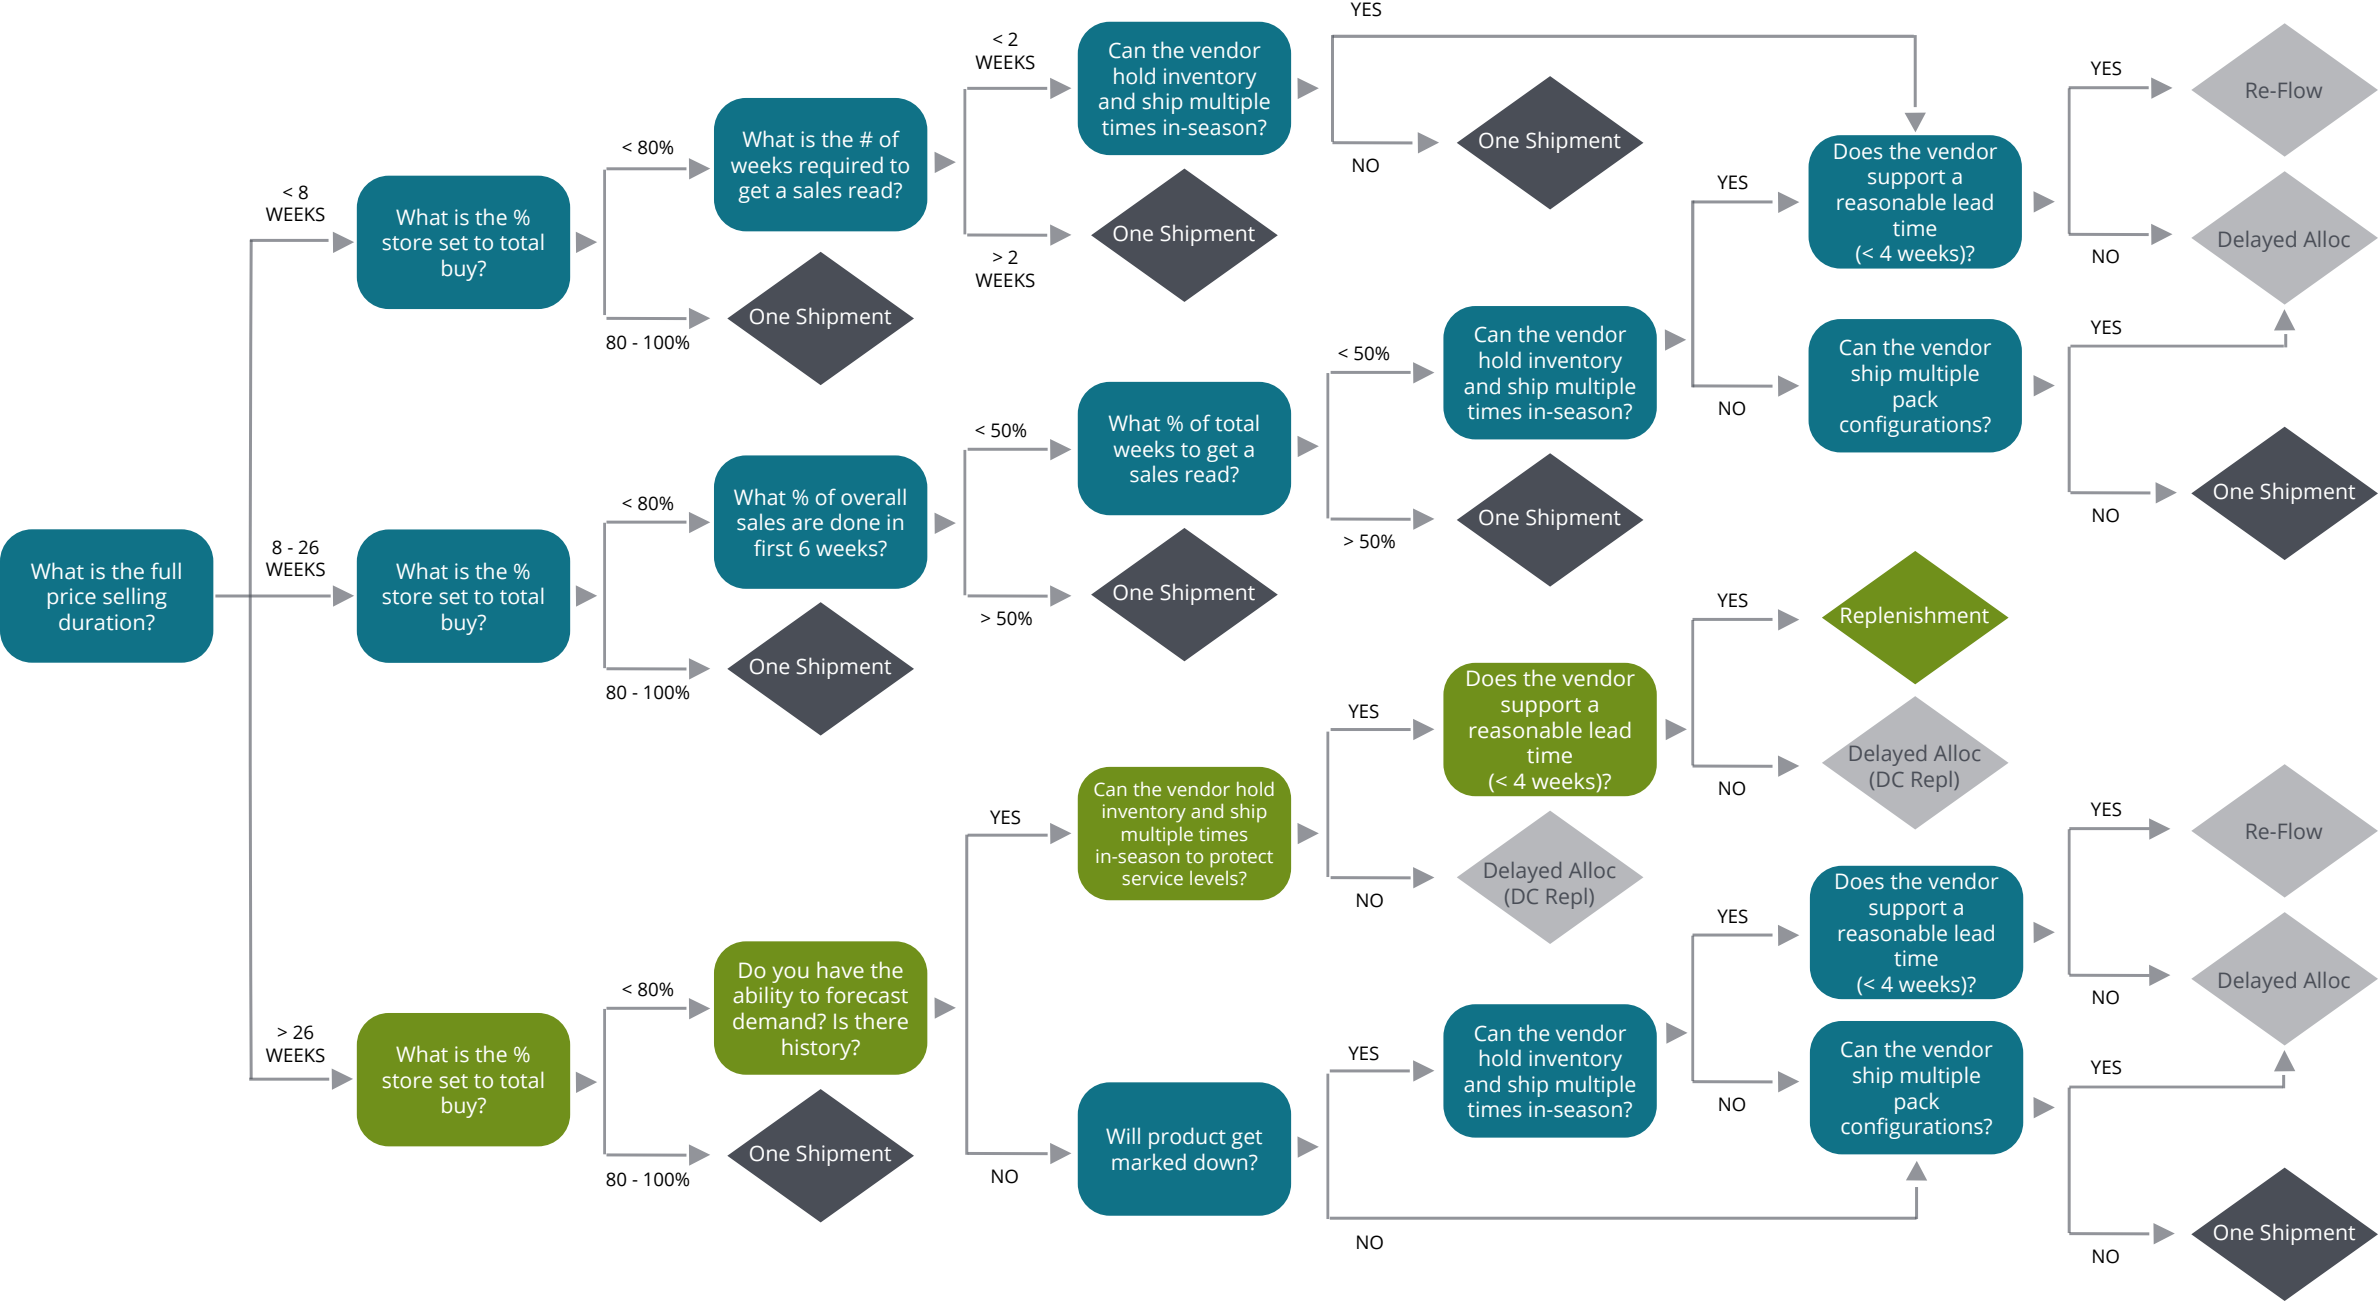 What is the full
price selling
duration?
< 8
WEEKS
What is the %
store set to total
buy?
< 80%
What is the # of
weeks required to
get a sales read?
< 2
WEEKS
Can the vendor
hold inventory
and ship multiple
times in-season?
YES
NO
One Shipment
> 2
WEEKS
One Shipment
80 - 100%
One Shipment
8 - 26
WEEKS
What is the %
store set to total
buy?
< 80%
What % of overall
sales are done in
first 6 weeks?
< 50%
What % of total
weeks to get a
sales read?
< 50%
Can the vendor
hold inventory
and ship multiple
times in-season?
YES
Does the vendor
support a
reasonable lead
time
(< 4 weeks)?
YES
Re-Flow
NO
Delayed Alloc
NO
Can the vendor
ship multiple
pack
configurations?
YES
NO
One Shipment
> 50%
One Shipment
> 50%
One Shipment
80 - 100%
One Shipment
> 26
WEEKS
What is the %
store set to total
buy?
< 80%
Do you have the
ability to forecast
demand? Is there
history?
YES
Can the vendor hold
inventory and ship
multiple times
in-season to protect
service levels?
YES
Does the vendor
support a
reasonable lead
time
(< 4 weeks)?
YES
Replenishment
NO
Delayed Alloc
(DC Repl)
NO
Delayed Alloc
(DC Repl)
NO
Will product get
marked down?
YES
Can the vendor
hold inventory
and ship multiple
times in-season?
YES
Does the vendor
support a
reasonable lead
time
(< 4 weeks)?
YES
Re-Flow
NO
Delayed Alloc
NO
Can the vendor
ship multiple
pack
configurations?
YES
NO
One Shipment
NO
80 - 100%
One Shipment